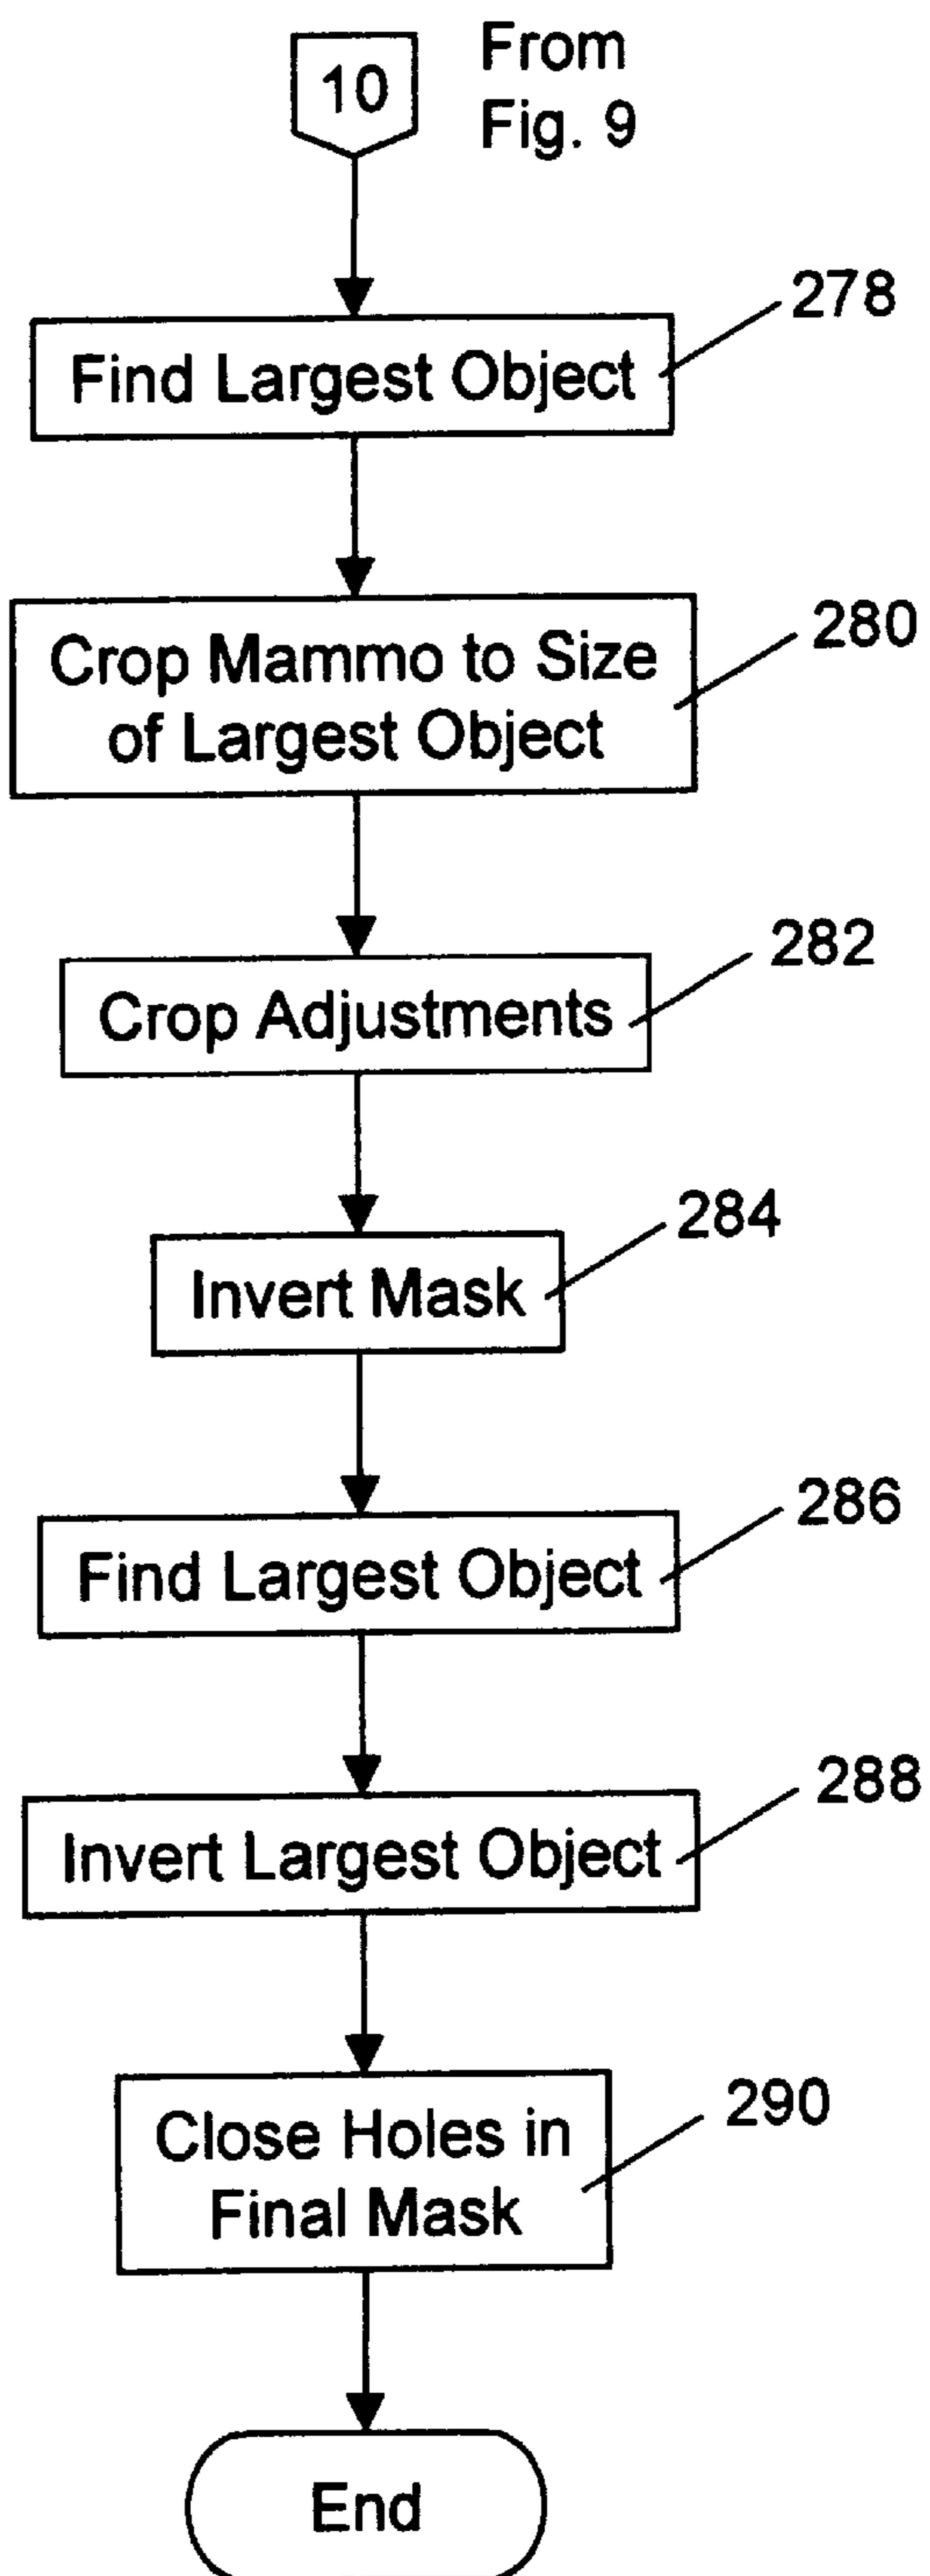 10
From
Fig. 9
278
Find Largest Object
280
Crop Mammo to Size
of Largest Object
282
Crop Adjustments
284
Invert Mask
286
Find Largest Object
288
Invert Largest Object
290
Close Holes in
Final Mask
End